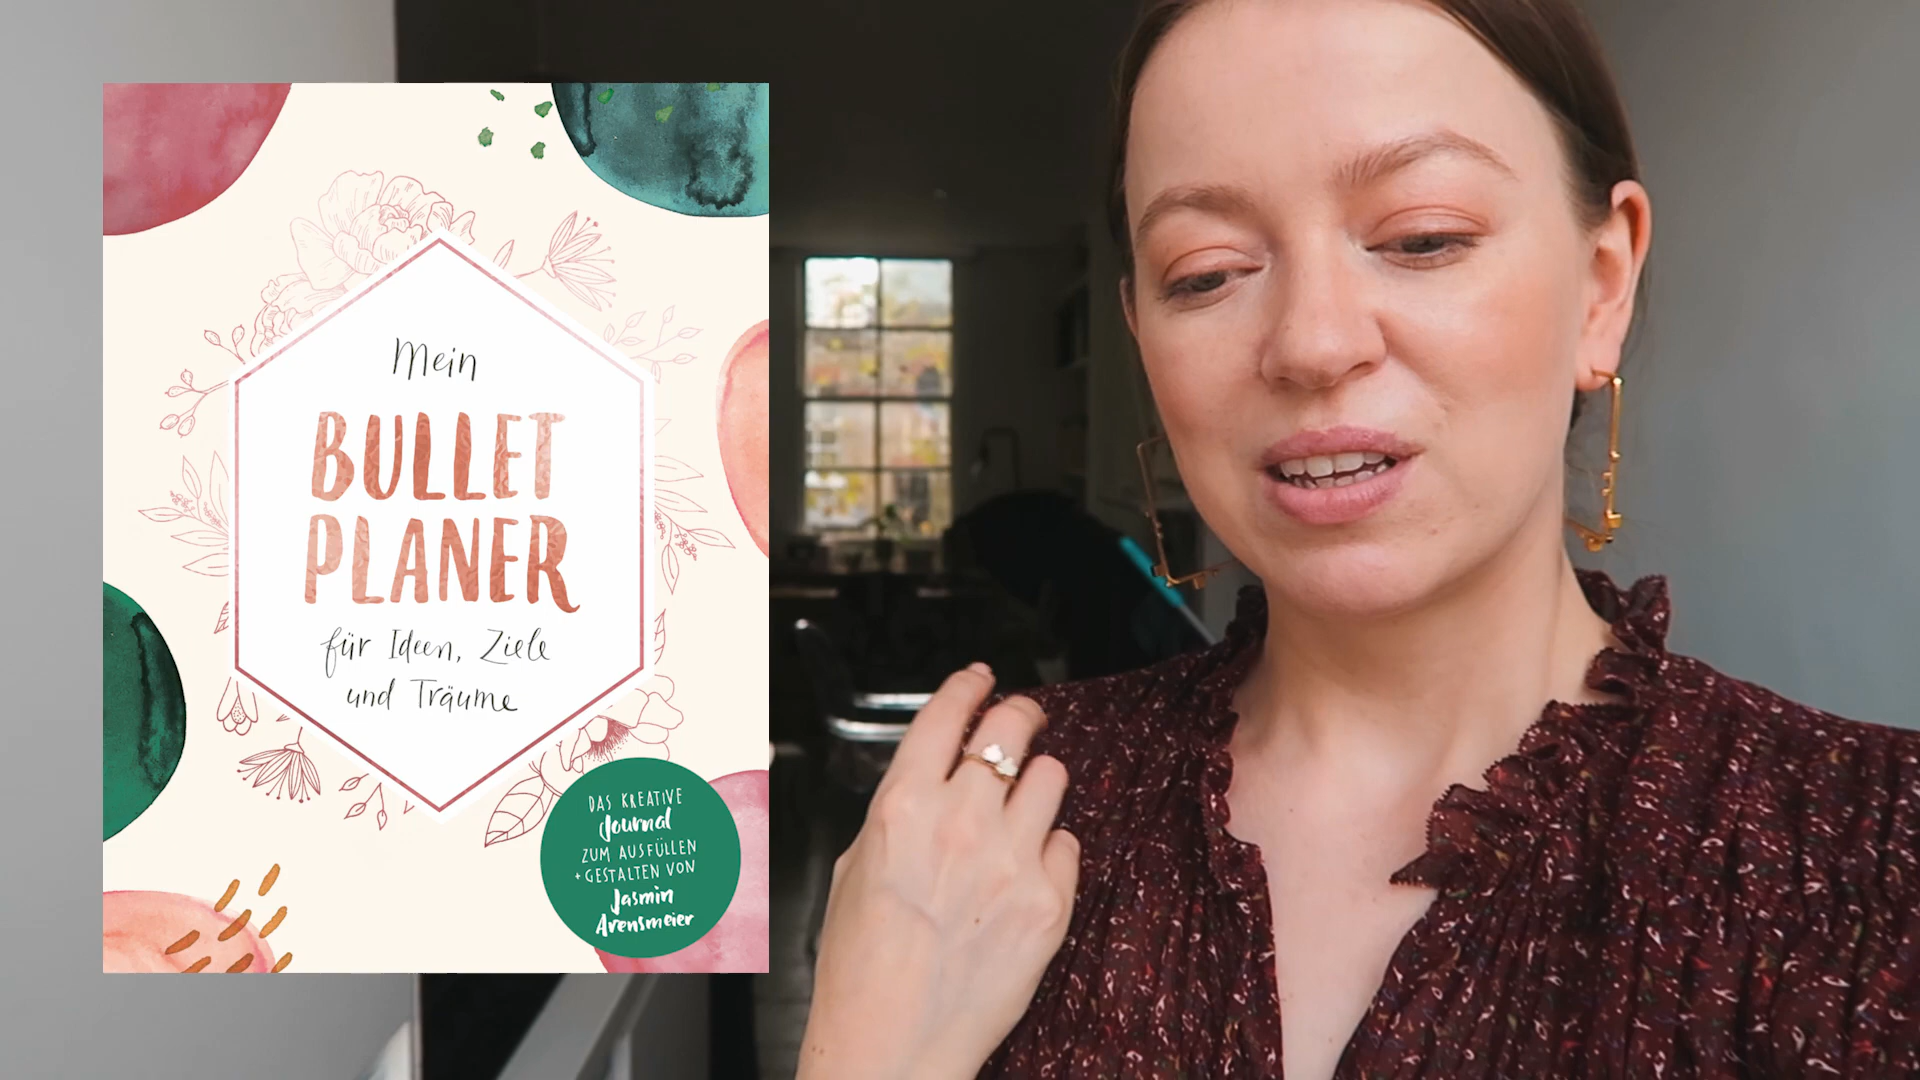 Mein
BULLET
PLANER
für Ideen, Ziele
und Träume
DAS KREATIVE
Journal
ZUM AUSFÜLLEN
+ GESTALTEN VON
Jasmin
Arensmeier